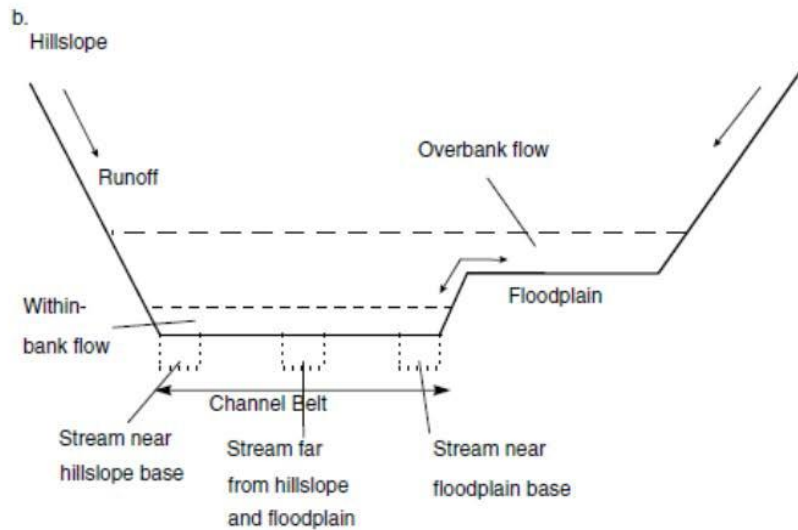 b.
Hillslope
Runoff
Overbank flow
Floodplain
Within-
bank flow
Channel Belt
Stream near
hillslope base
Stream far
from hillslope
and floodplain
Stream near
floodplain base